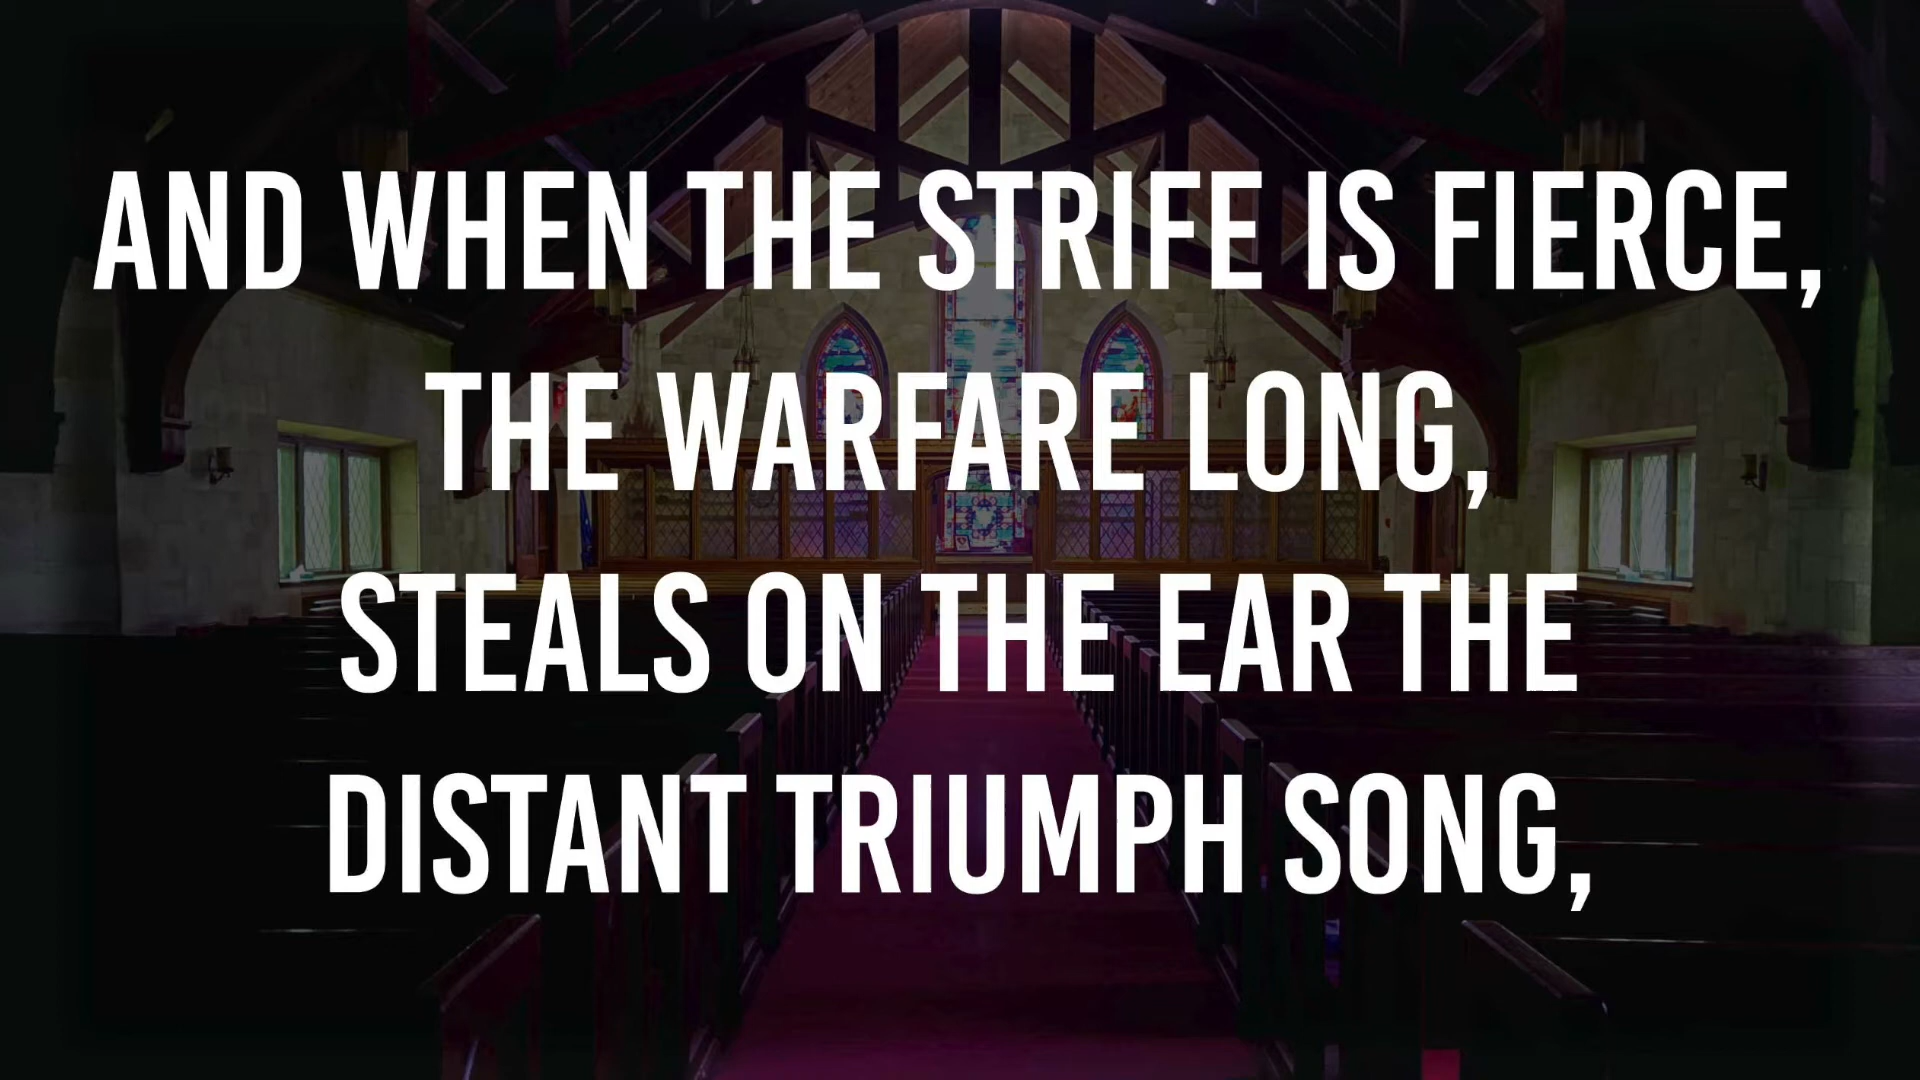 AND WHEN THE STRIFE IS FIERCE,
THE WARFARE LONG,
STEALS ON THE EAR THE
DISTANT TRIUMPH SONG,